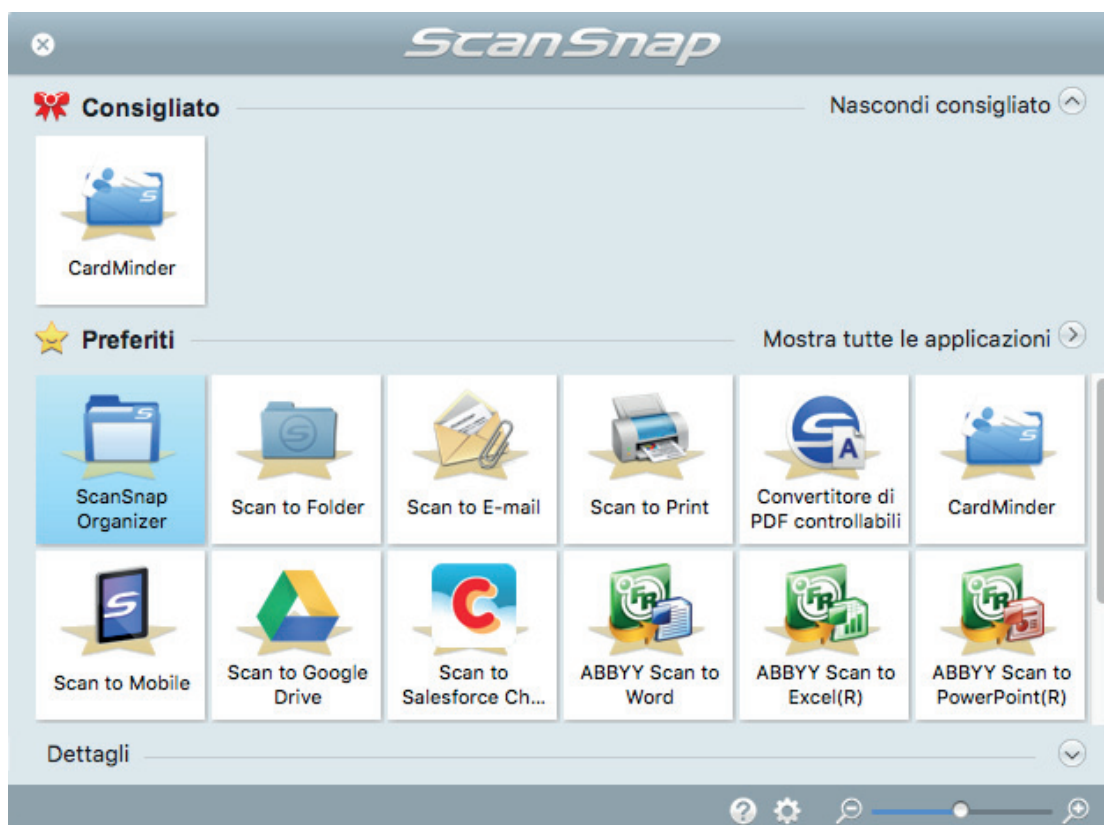 ScanSnap
Consigliato
Nascondi consigliato
CardMinder
Preferiti
Mostra tutte le applicazioni
ScanSnap
Organizer
Scan to Folder
Scan to E-mail
Scan to Print
Convertitore di
PDF controllabili
CardMinder
Scan to Mobile
Scan to Google
Drive
Scan to
Salesforce Ch...
ABBYY Scan to
Word
ABBYY Scan to
Excel(R)
ABBYY Scan to
PowerPoint(R)
Dettagli